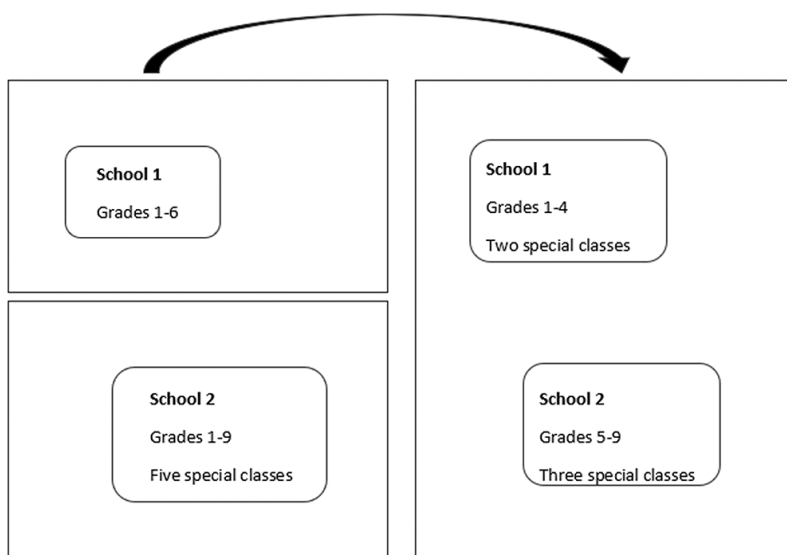 School 1
Grades 1-6
School 2
Grades 1-9
Five special classes
School 1
Grades 1-4
Two special classes
School 2
Grades 5-9
Three special classes